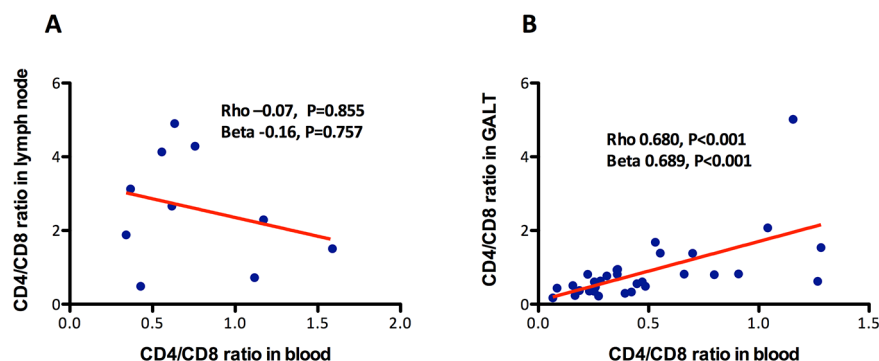 A
CD4/CD8 ratio in lymph node
6
4
2
0
Rho –0.07, P=0.855
Beta -0.16, P=0.757
0.0 0.5 1.0 1.5 2.0
CD4/CD8 ratio in blood
B
CD4/CD8 ratio in GALT
6
4
2
0
Rho 0.680, P<0.001
Beta 0.689, P<0.001
0.0 0.5 1.0 1.5
CD4/CD8 ratio in blood